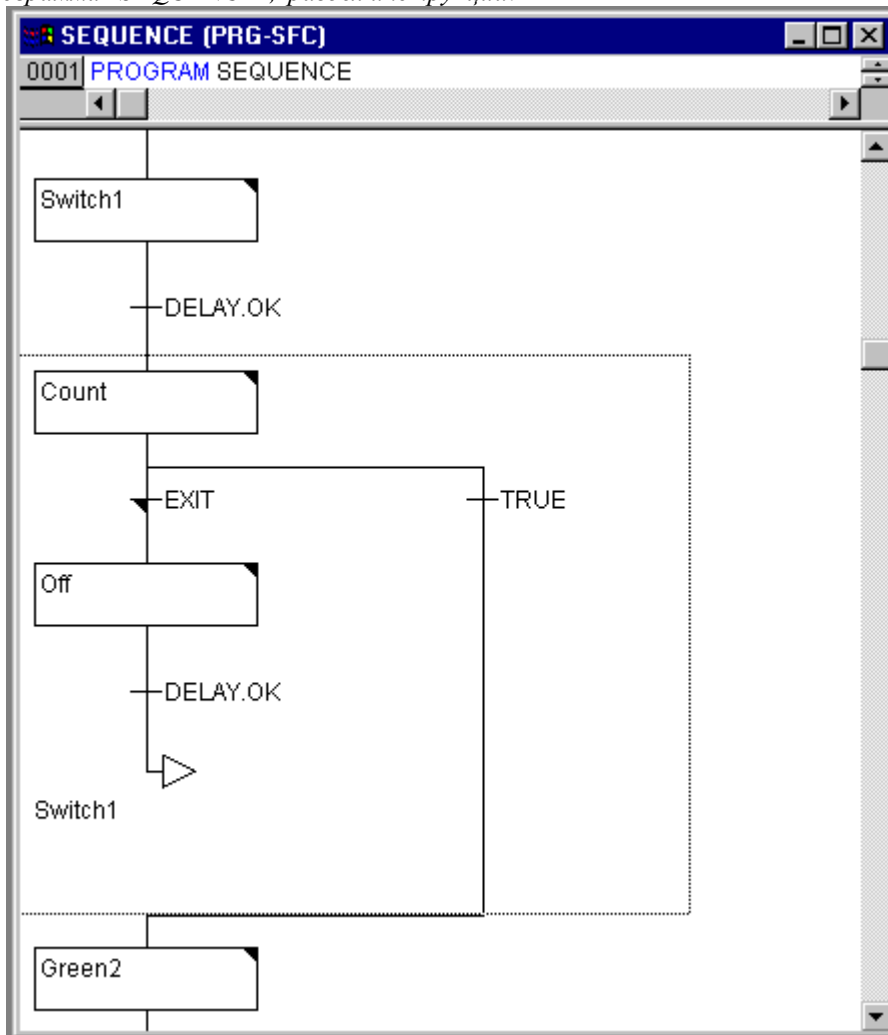 SEQUENCE (PRG-SFC)
0001 PROGRAM SEQUENCE
Switch1
DELAY.OK
Count
EXIT
TRUE
Off
DELAY.OK
Switch1
Green2